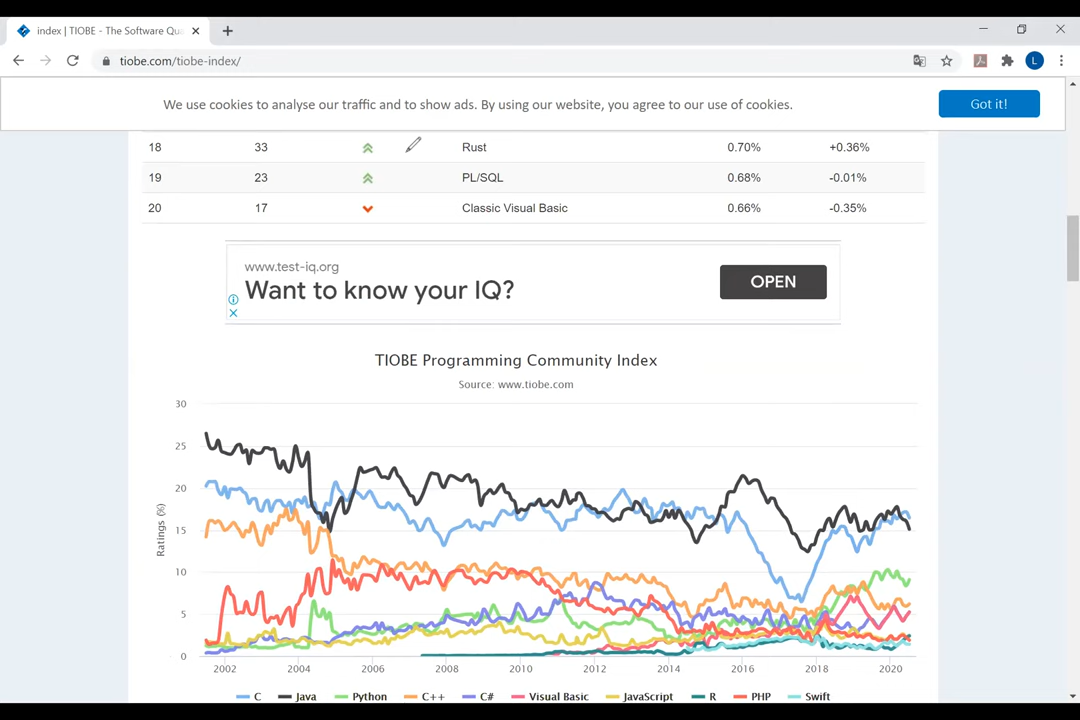 index | TIOBE - The Software Qua
tiobe.com/tiobe-index/
L
We use cookies to analyse our traffic and to show ads. By using our website, you agree to our use of cookies.
Got it!
18 33 Rust 0.70% +0.36%
19 23 PL/SQL 0.68% -0.01%
20 17 Classic Visual Basic 0.66% -0.35%
www.test-iq.org
Want to know your IQ?
OPEN
TIOBE Programming Community Index
Source: www.tiobe.com
30
25
20
15
10
5
0
Ratings (%)
2002 2004 2006 2008 2010 2012 2014 2016 2018 2020
C Java Python C++ C# Visual Basic JavaScript R PHP Swift